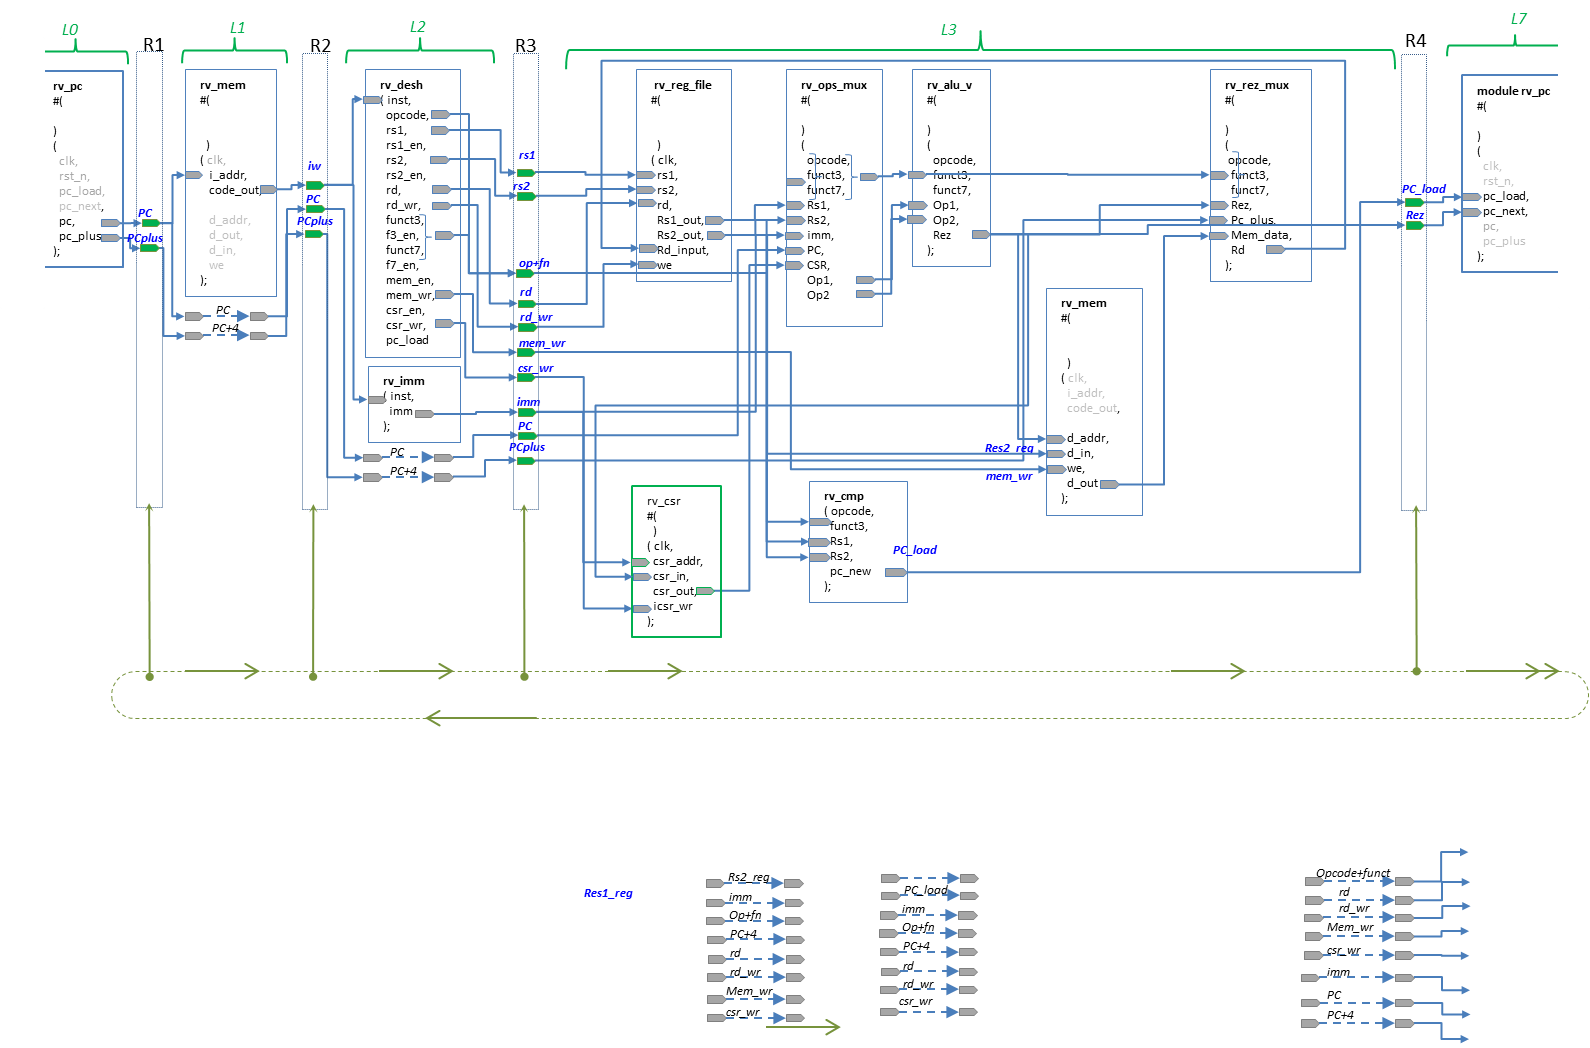 L0
L1
L2
L3
L7
R1
R2
R3
R4
rv_pc
#(
)
(
clk,
rst_n,
pc_load,
pc_next,
pc,
pc_plus
);
PC
PCplus
rv_mem
#(
)
( clk,
i_addr,
code_out,
d_addr,
d_out,
d_in,
we
);
PC
PC+4
iw
PC
PCplus
rv_desh
( inst,
opcode,
rs1,
rs1_en,
rs2,
rs2_en,
rd,
rd_wr,
funct3,
f3_en,
funct7,
f7_en,
mem_en,
mem_wr,
csr_en,
csr_wr,
pc_load
rv_imm
( inst,
imm
);
PC
PC+4
rs1
rs2
op+fn
rd
rd_wr
mem_wr
csr_wr
imm
PC
PCplus
rv_reg_file
#(
)
( clk,
rs1,
rs2,
rd,
Rs1_out,
Rs2_out,
Rd_input,
we
rv_ops_mux
#(
)
(
opcode,
funct3,
funct7,
Rs1,
Rs2,
imm,
PC,
CSR,
Op1,
Op2
rv_alu_v
#(
)
(
opcode,
funct3,
funct7,
Op1,
Op2,
Rez
);
rv_rez_mux
#(
)
(
opcode,
funct3,
funct7,
Rez,
Pc_plus,
Mem_data,
Rd
);
rv_mem
#(
)
( clk,
i_addr,
code_out,
d_addr,
d_in,
we,
d_out
);
Res2_reg
mem_wr
rv_csr
#(
)
( clk,
csr_addr,
csr_in,
csr_out,
icsr_wr
);
rv_cmp
( opcode,
funct3,
Rs1,
Rs2,
pc_new
);
PC_load
PC_load
Rez
module rv_pc
#(
)
(
clk,
rst_n,
pc_load,
pc_next,
pc,
pc_plus
);
Res1_reg
Rs2_reg
imm
Op+fn
PC+4
rd
rd_wr
Mem_wr
csr_wr
PC_load
imm
Op+fn
PC+4
rd
rd_wr
csr_wr
Opcode+funct
rd
rd_wr
Mem_wr
csr_wr
imm
PC
PC+4